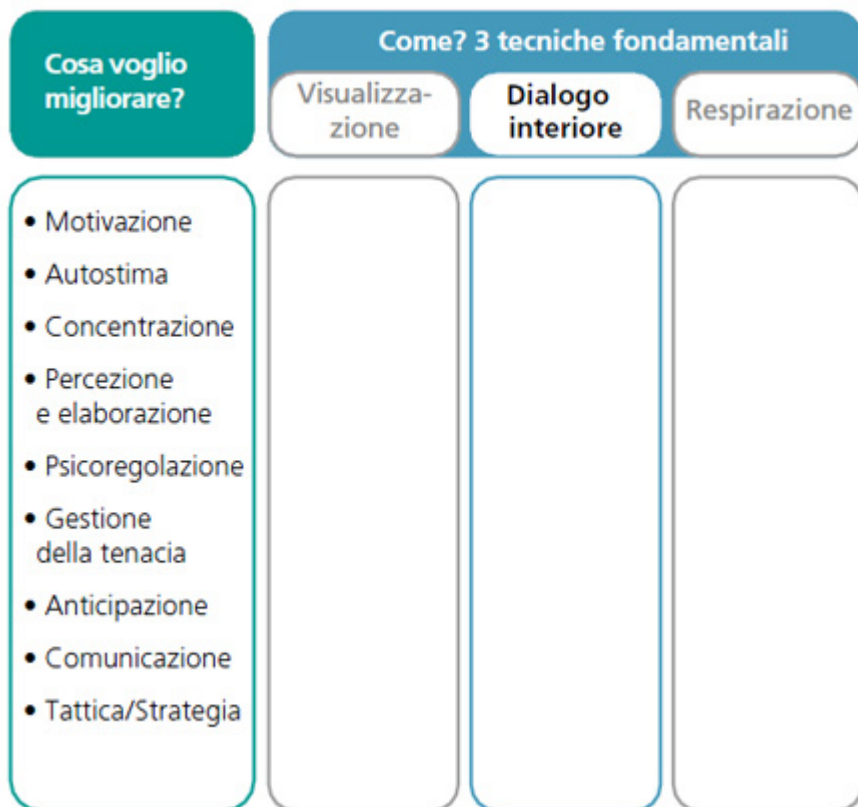 Cosa voglio
migliorare?
Come? 3 tecniche fondamentali
Visualizza-
zione
Dialogo
interiore
Respirazione
• Motivazione
• Autostima
• Concentrazione
• Percezione
e elaborazione
• Psicoregolazione
• Gestione
della tenacia
• Anticipazione
• Comunicazione
• Tattica/Strategia